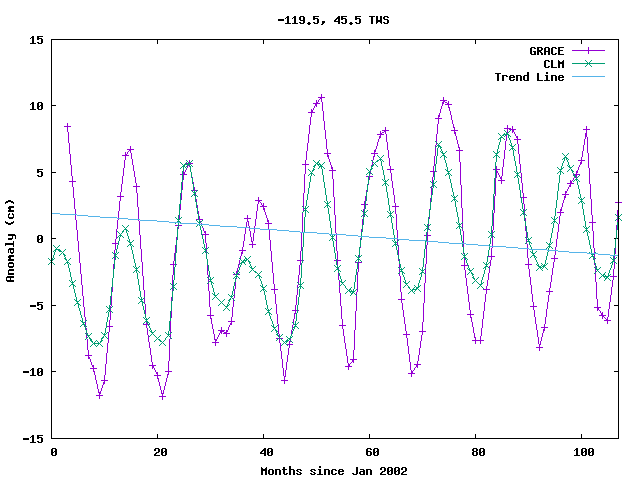 -119.5, 45.5 TWS
GRACE
CLM
Trend Line
15
10
5
0
-5
-10
-15
Anomaly (cm)
0 20 40 60 80 100
Months since Jan 2002